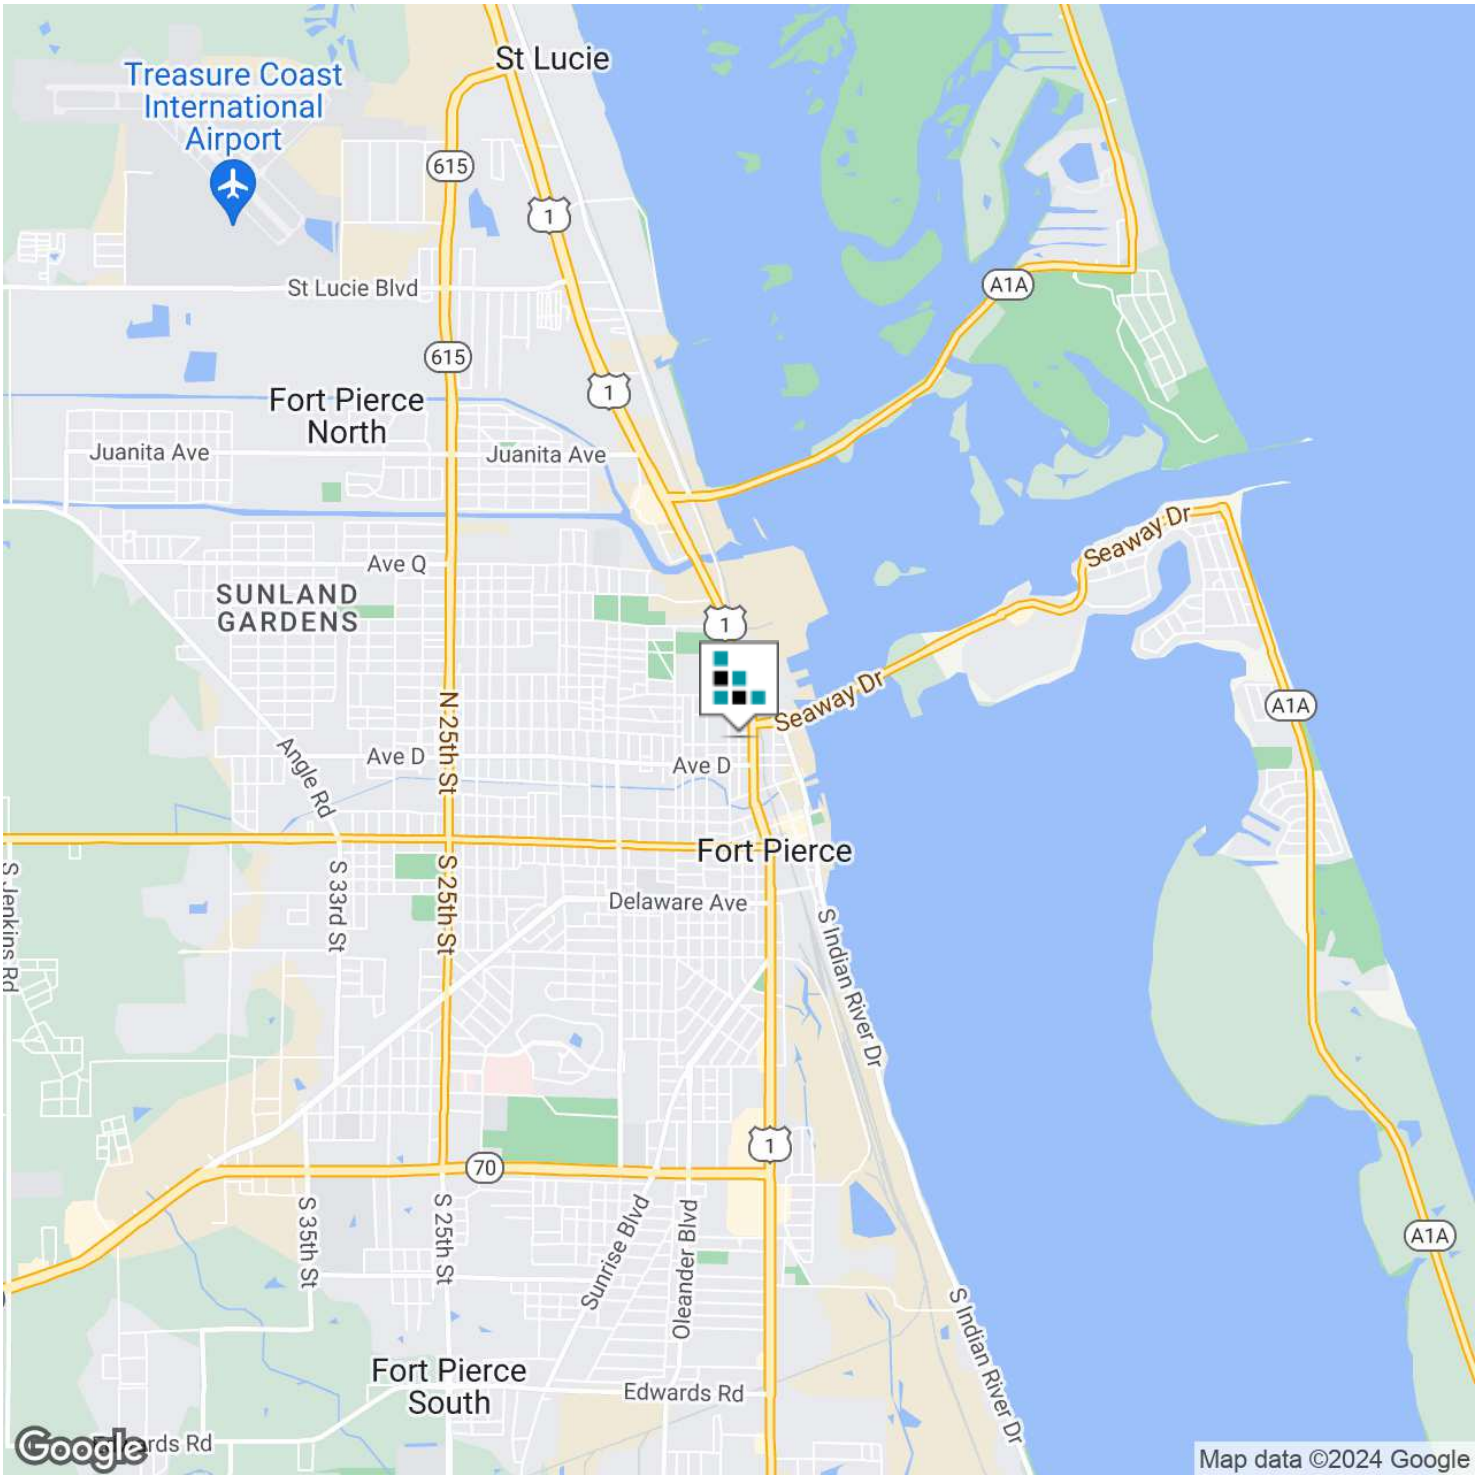 St Lucie
Treasure Coast
International
Airport
615
1
St Lucie Blvd
A1A
615
1
Fort Pierce
North
Juanita Ave
Juanita Ave
Seaway Dr
Ave Q
SUNLAND
GARDENS
1
Seaway Dr
A1A
N 25th St
Angle Rd
Ave D
Ave D
Fort Pierce
S Jenkins Rd
S 33rd St
S 25th St
Delaware Ave
S Indian River Dr
1
70
S 35th St
S 25th St
Sunrise Blvd
Oleander Blvd
A1A
S Indian River Dr
Fort Pierce
South
Edwards Rd
Edwards Rd
Google
Map data ©2024 Google